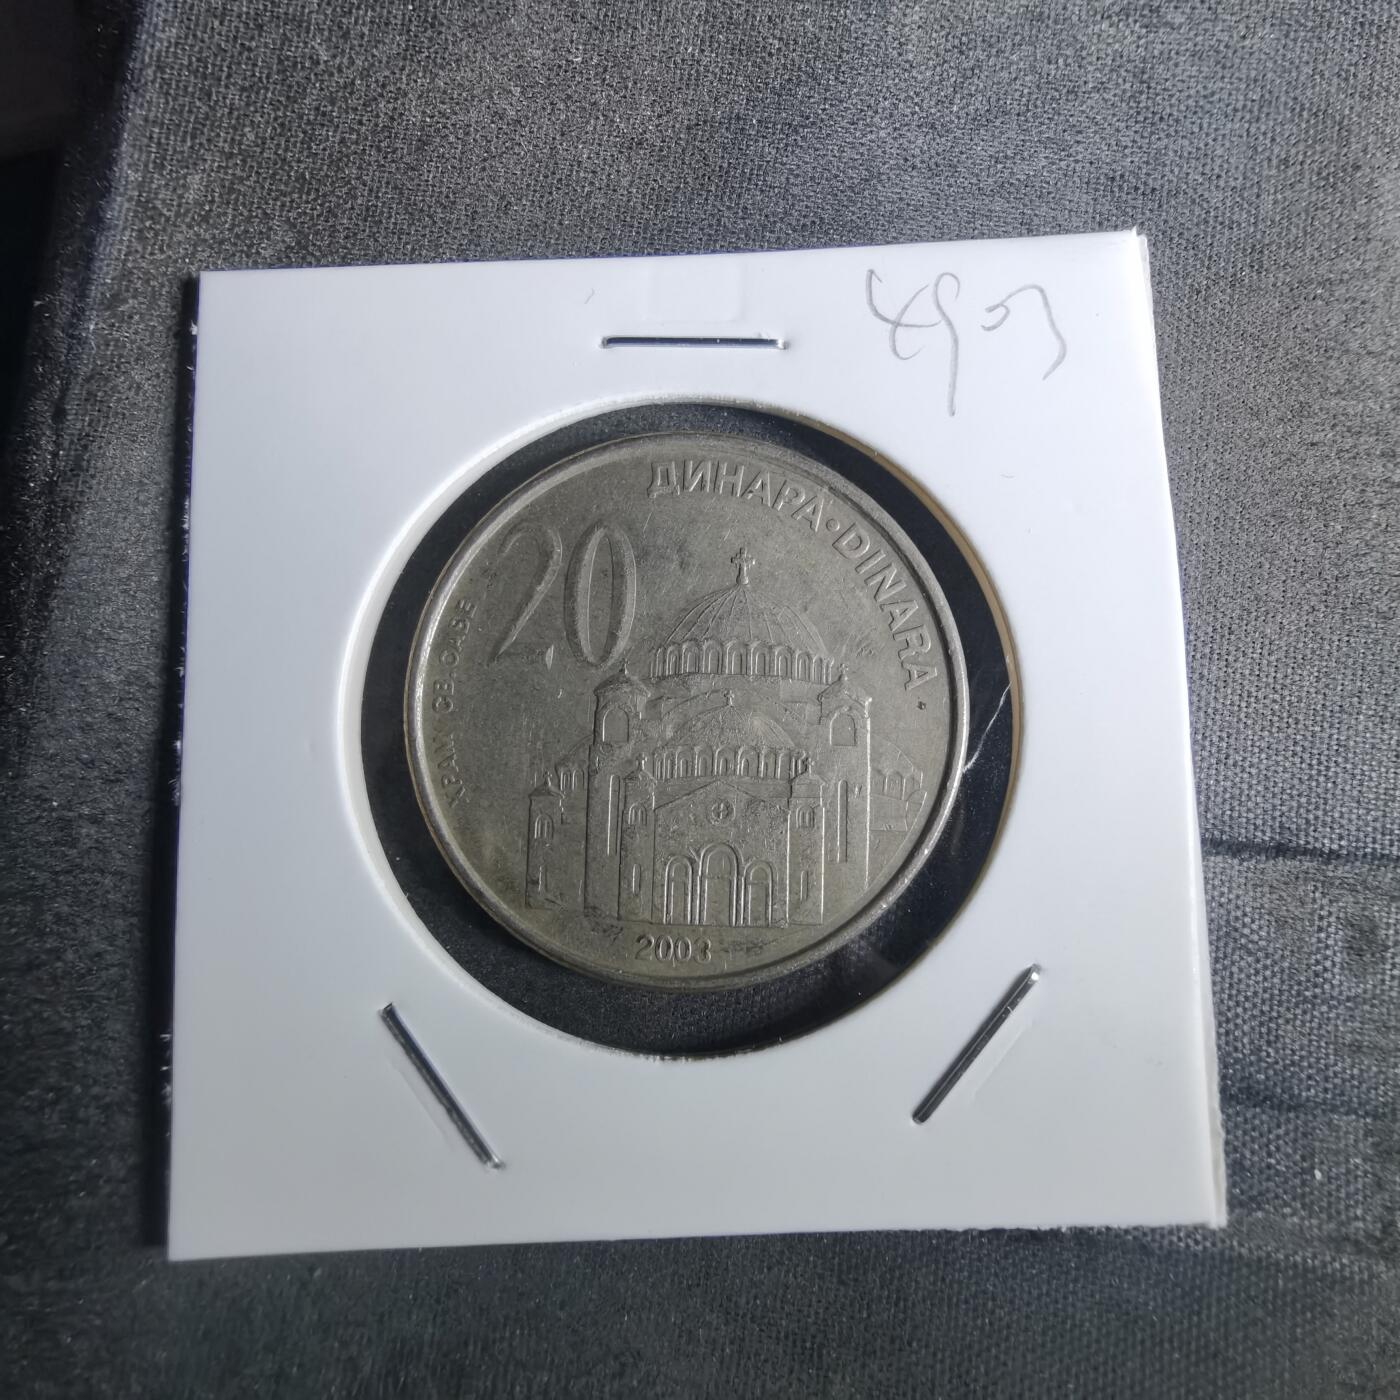 20
ДИНАРА • DINARA •
ХРАМ СВ. САВЕ
2003